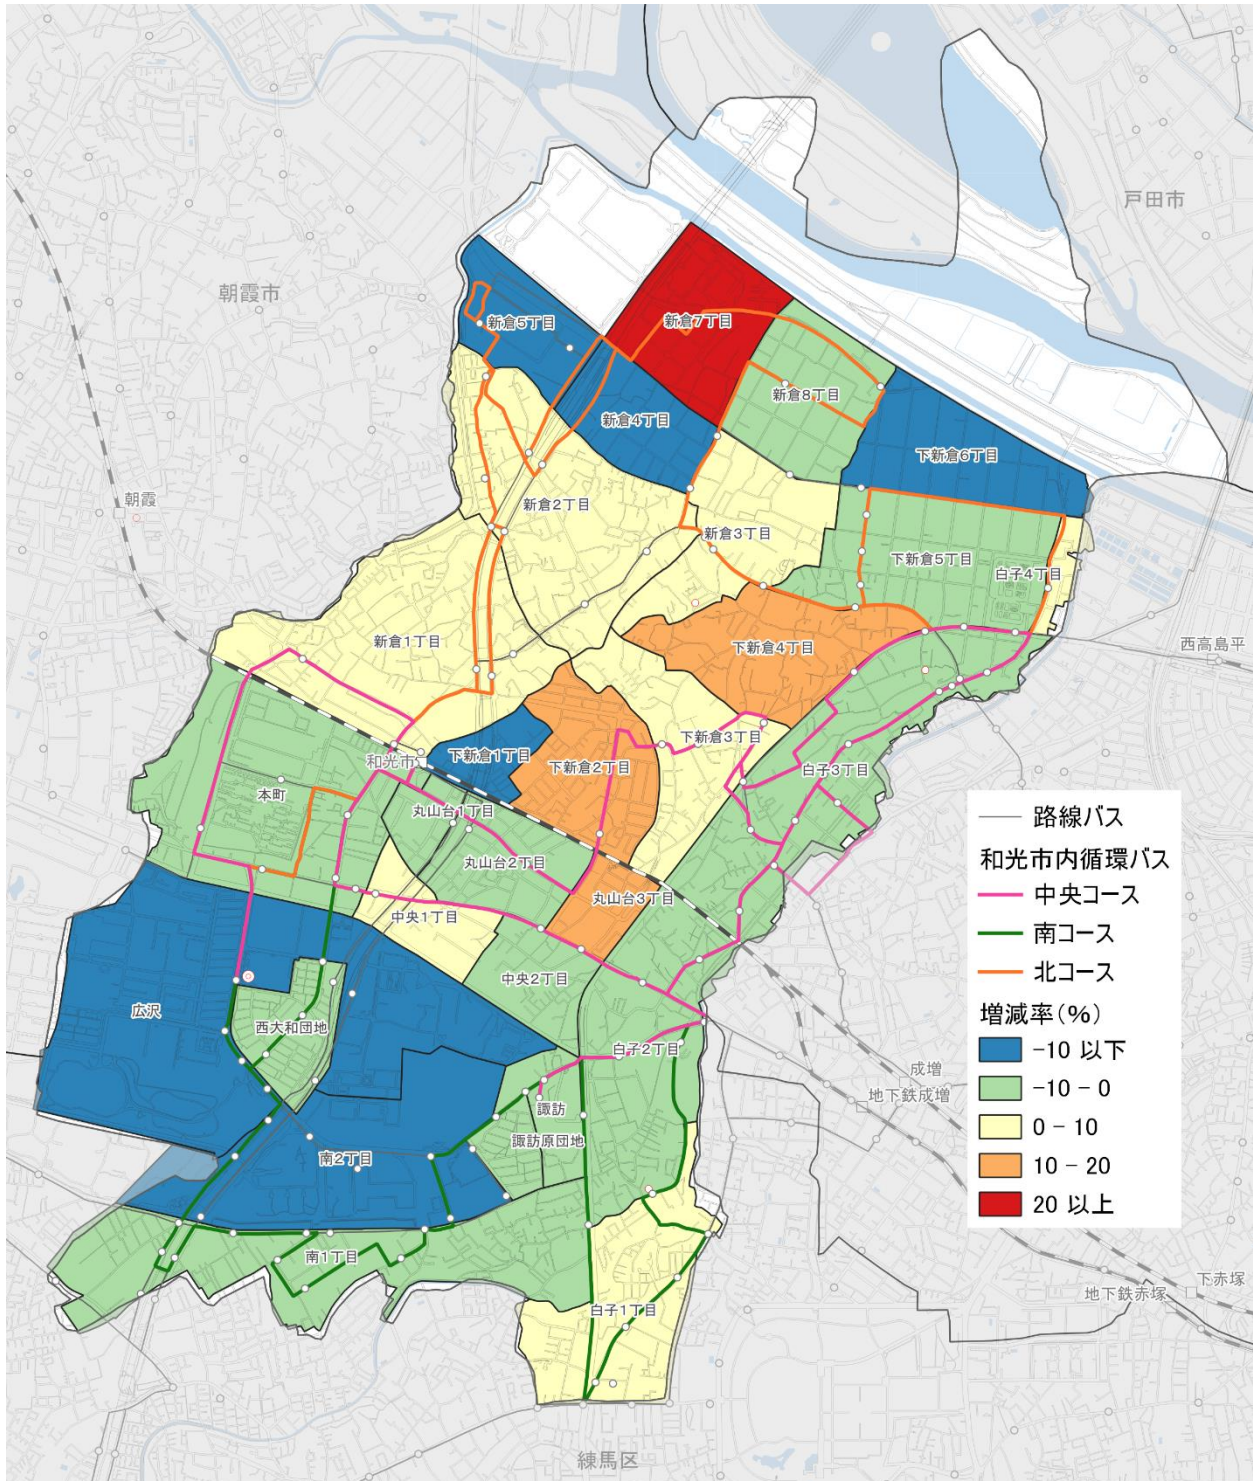 戸田市
朝霞市
新倉5丁目
新倉7丁目
新倉8丁目
新倉4丁目
下新倉6丁目
朝霞
新倉2丁目
新倉3丁目
下新倉5丁目
白子4丁目
新倉1丁目
下新倉4丁目
西高島平
下新倉3丁目
和光市
下新倉1丁目
下新倉2丁目
白子3丁目
本町
丸山台1丁目
丸山台2丁目
丸山台3丁目
中央1丁目
中央2丁目
広沢
西大和団地
白子2丁目
諏訪
諏訪原団地
南2丁目
南1丁目
白子1丁目
成増
地下鉄成増
下赤塚
地下鉄赤塚
練馬区
路線バス
和光市内循環バス
中央コース
南コース
北コース
増減率(%)
-10 以下
-10 - 0
0 - 10
10 - 20
20 以上